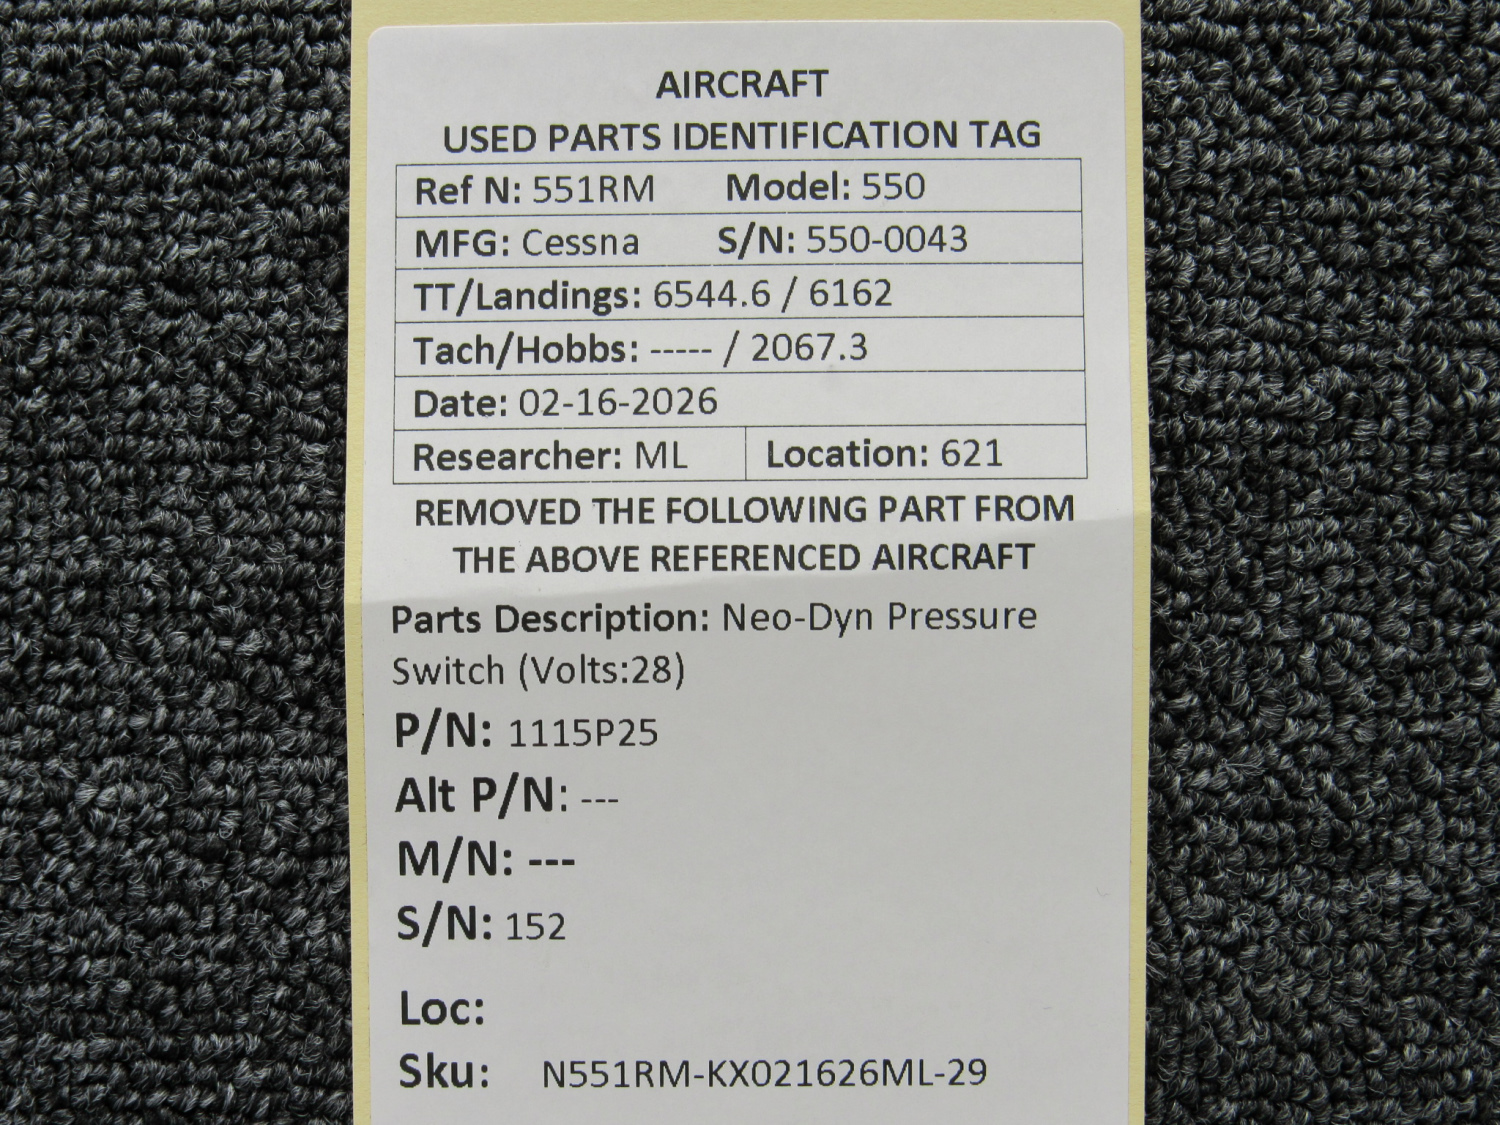 AIRCRAFT
USED PARTS IDENTIFICATION TAG
Ref N: 551RM Model: 550
MFG: Cessna S/N: 550-0043
TT/Landings: 6544.6 / 6162
Tach/Hobbs: ----- / 2067.3
Date: 02-16-2026
Researcher: ML Location: 621
REMOVED THE FOLLOWING PART FROM
THE ABOVE REFERENCED AIRCRAFT
Parts Description: Neo-Dyn Pressure
Switch (Volts:28)
P/N: 1115P25
Alt P/N: ---
M/N: ---
S/N: 152
Loc:
Sku: N551RM-KX021626ML-29